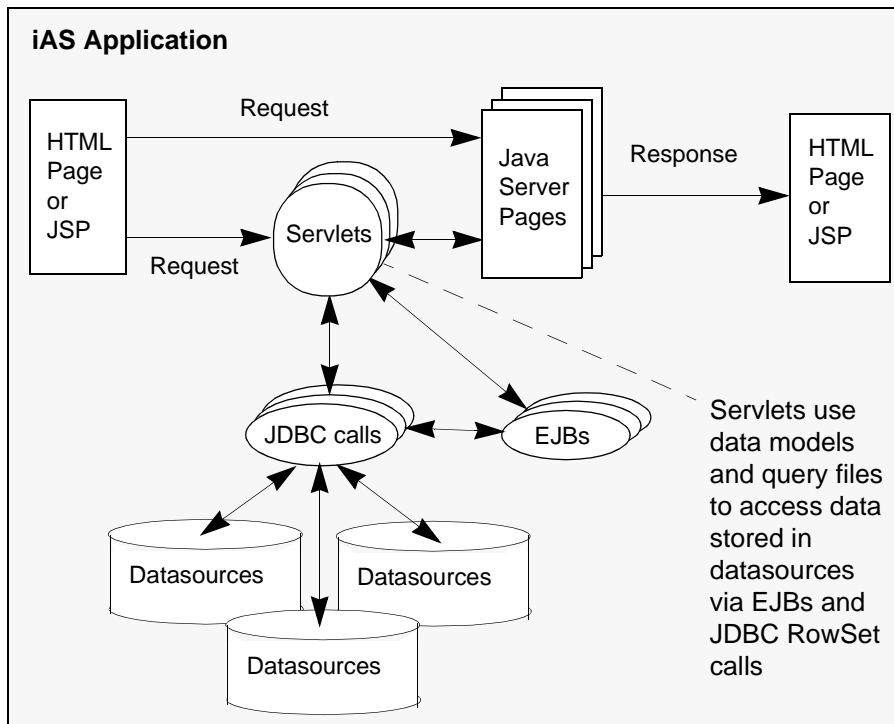 iAS Application
Request
HTML
Page
or
JSP
Java
Server
Pages
Response
HTML
Page
or
JSP
Servlets
Request
JDBC calls
EJBs
Servlets use
data models
and query files
to access data
stored in
datasources
via EJBs and
JDBC RowSet
calls
Datasources
Datasources
Datasources